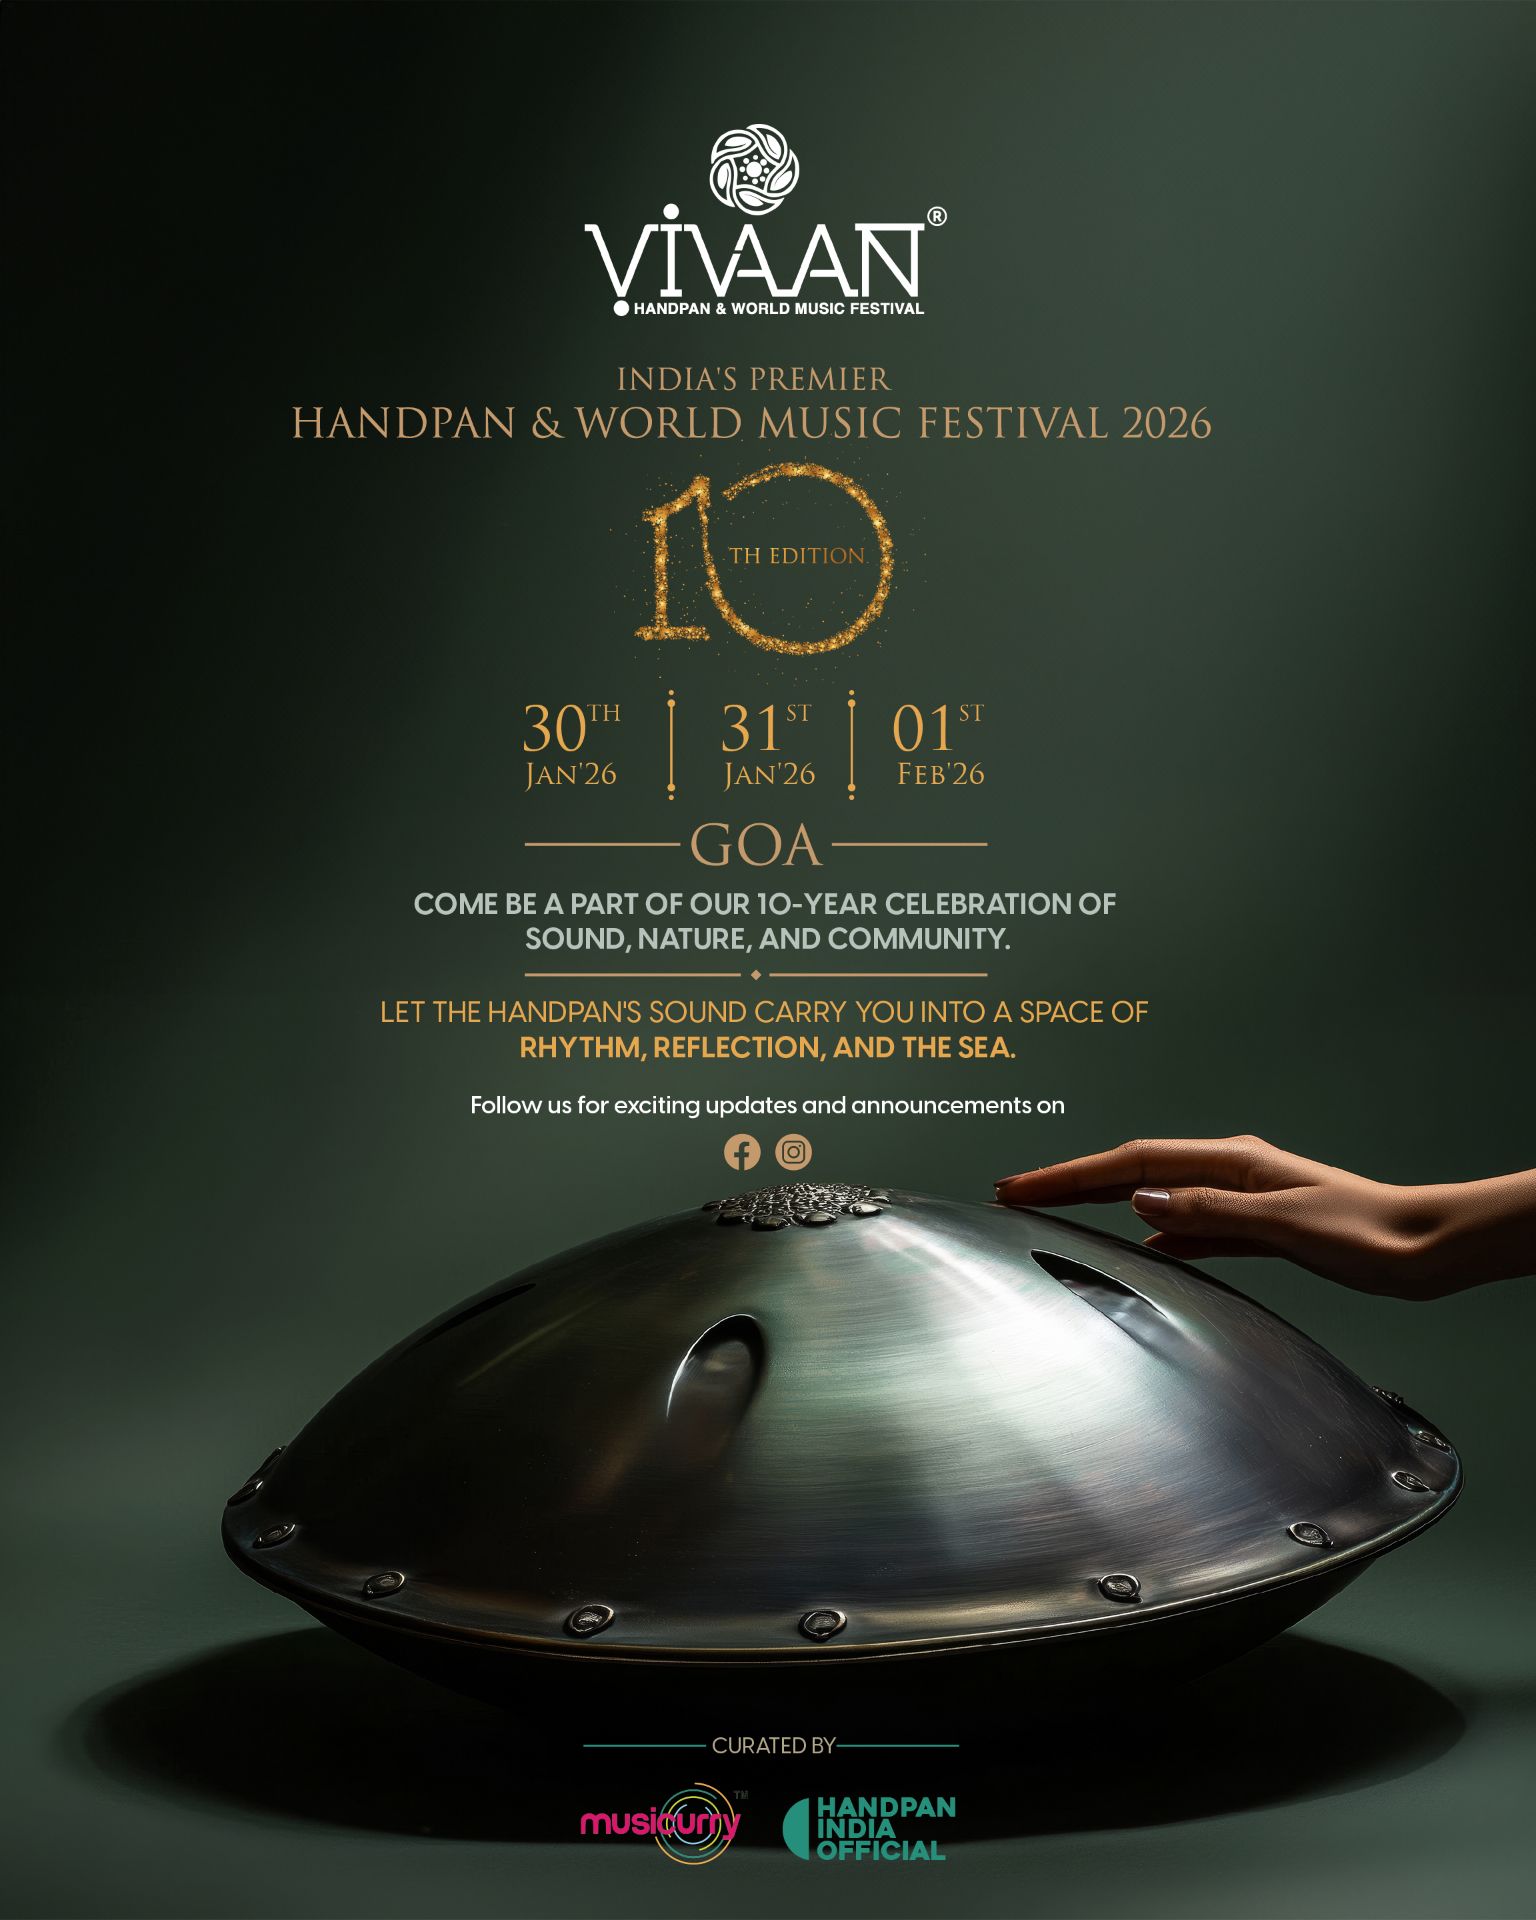 VIVAAN®
HANDPAN & WORLD MUSIC FESTIVAL
INDIA'S PREMIER
HANDPAN & WORLD MUSIC FESTIVAL 2026
10TH EDITION
30TH JAN'26
31ST JAN'26
01ST FEB'26
GOA
COME BE A PART OF OUR 10-YEAR CELEBRATION OF
SOUND, NATURE, AND COMMUNITY.
LET THE HANDPAN'S SOUND CARRY YOU INTO A SPACE OF
RHYTHM, REFLECTION, AND THE SEA.
Follow us for exciting updates and announcements on
CURATED BY
musicurry™
HANDPAN
INDIA
OFFICIAL